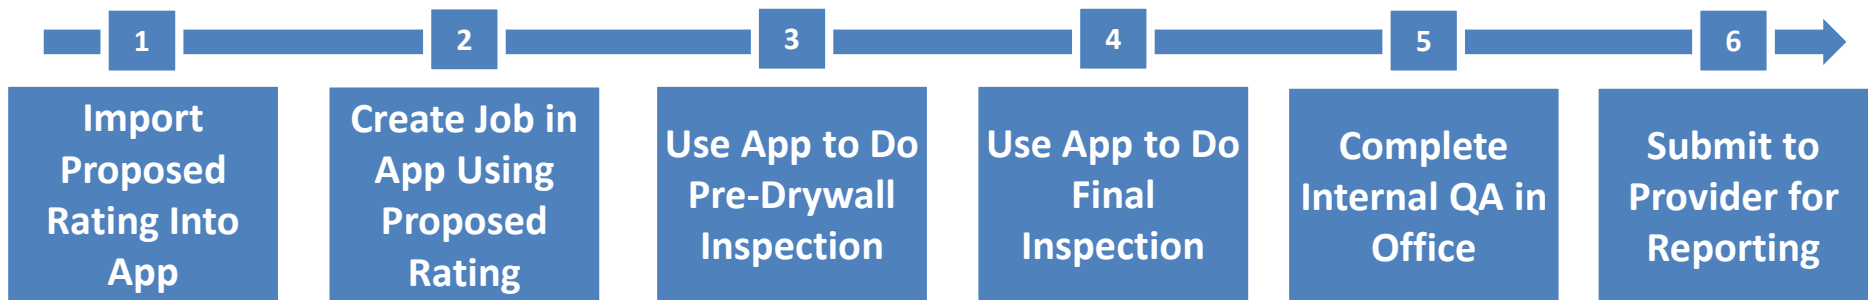 1
2
3
4
5
6
Import
Proposed
Rating Into
App
Create Job in
App Using
Proposed
Rating
Use App to Do
Pre-Drywall
Inspection
Use App to Do
Final
Inspection
Complete
Internal QA in
Office
Submit to
Provider for
Reporting